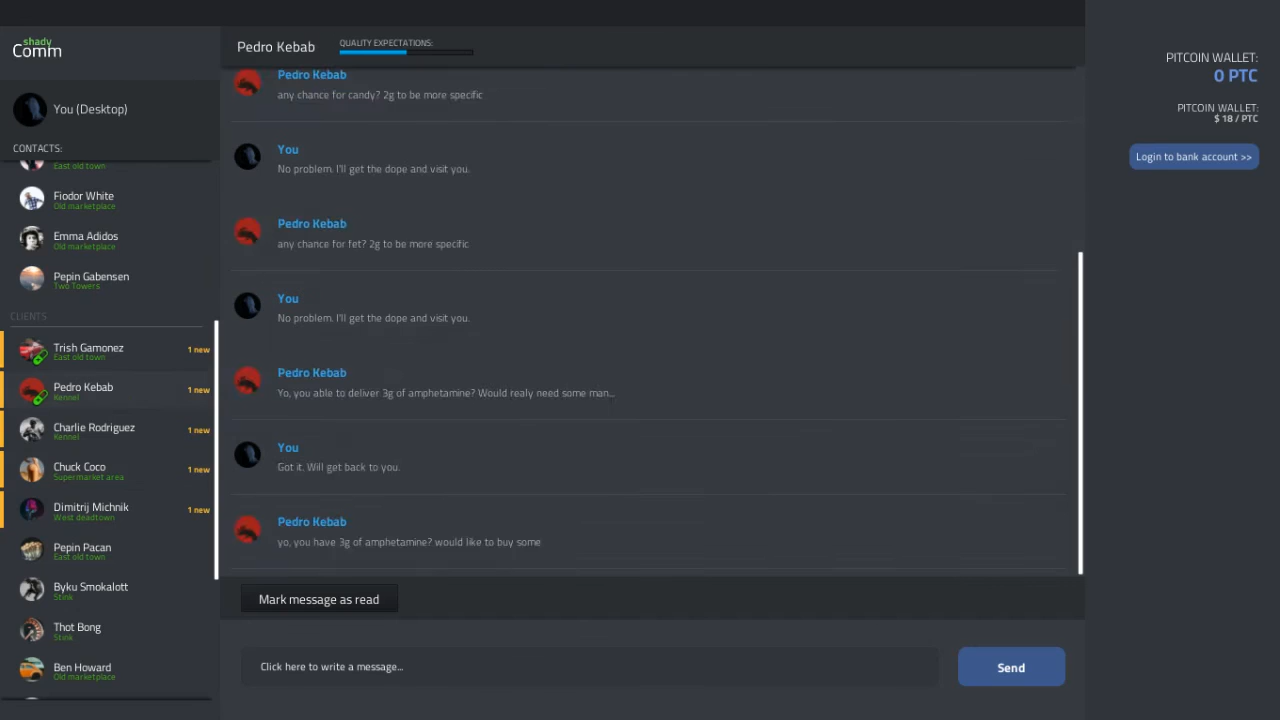 shady
Comm
You (Desktop)
CONTACTS:
East old town
Fiodor White
Old marketplace
Emma Adidos
Old marketplace
Pepin Gabensen
Two Towers
CLIENTS
Trish Gamonez
East old town
1 new
Pedro Kebab
Kennel
1 new
Charlie Rodriguez
Kennel
1 new
Chuck Coco
Supermarket area
1 new
Dimitrij Michnik
West deadtown
1 new
Pepin Pacan
East old town
Byku Smokalott
Stink
Thot Bong
Stink
Ben Howard
Old marketplace
Pedro Kebab
QUALITY EXPECTATIONS:
Pedro Kebab
any chance for candy? 2g to be more specific
You
No problem. I'll get the dope and visit you.
Pedro Kebab
any chance for fet? 2g to be more specific
You
No problem. I'll get the dope and visit you.
Pedro Kebab
Yo, you able to deliver 3g of amphetamine? Would realy need some man...
You
Got it. Will get back to you.
Pedro Kebab
yo, you have 3g of amphetamine? would like to buy some
Mark message as read
Click here to write a message...
Send
PITCOIN WALLET:
0 PTC
PITCOIN WALLET:
$ 18 / PTC
Login to bank account >>